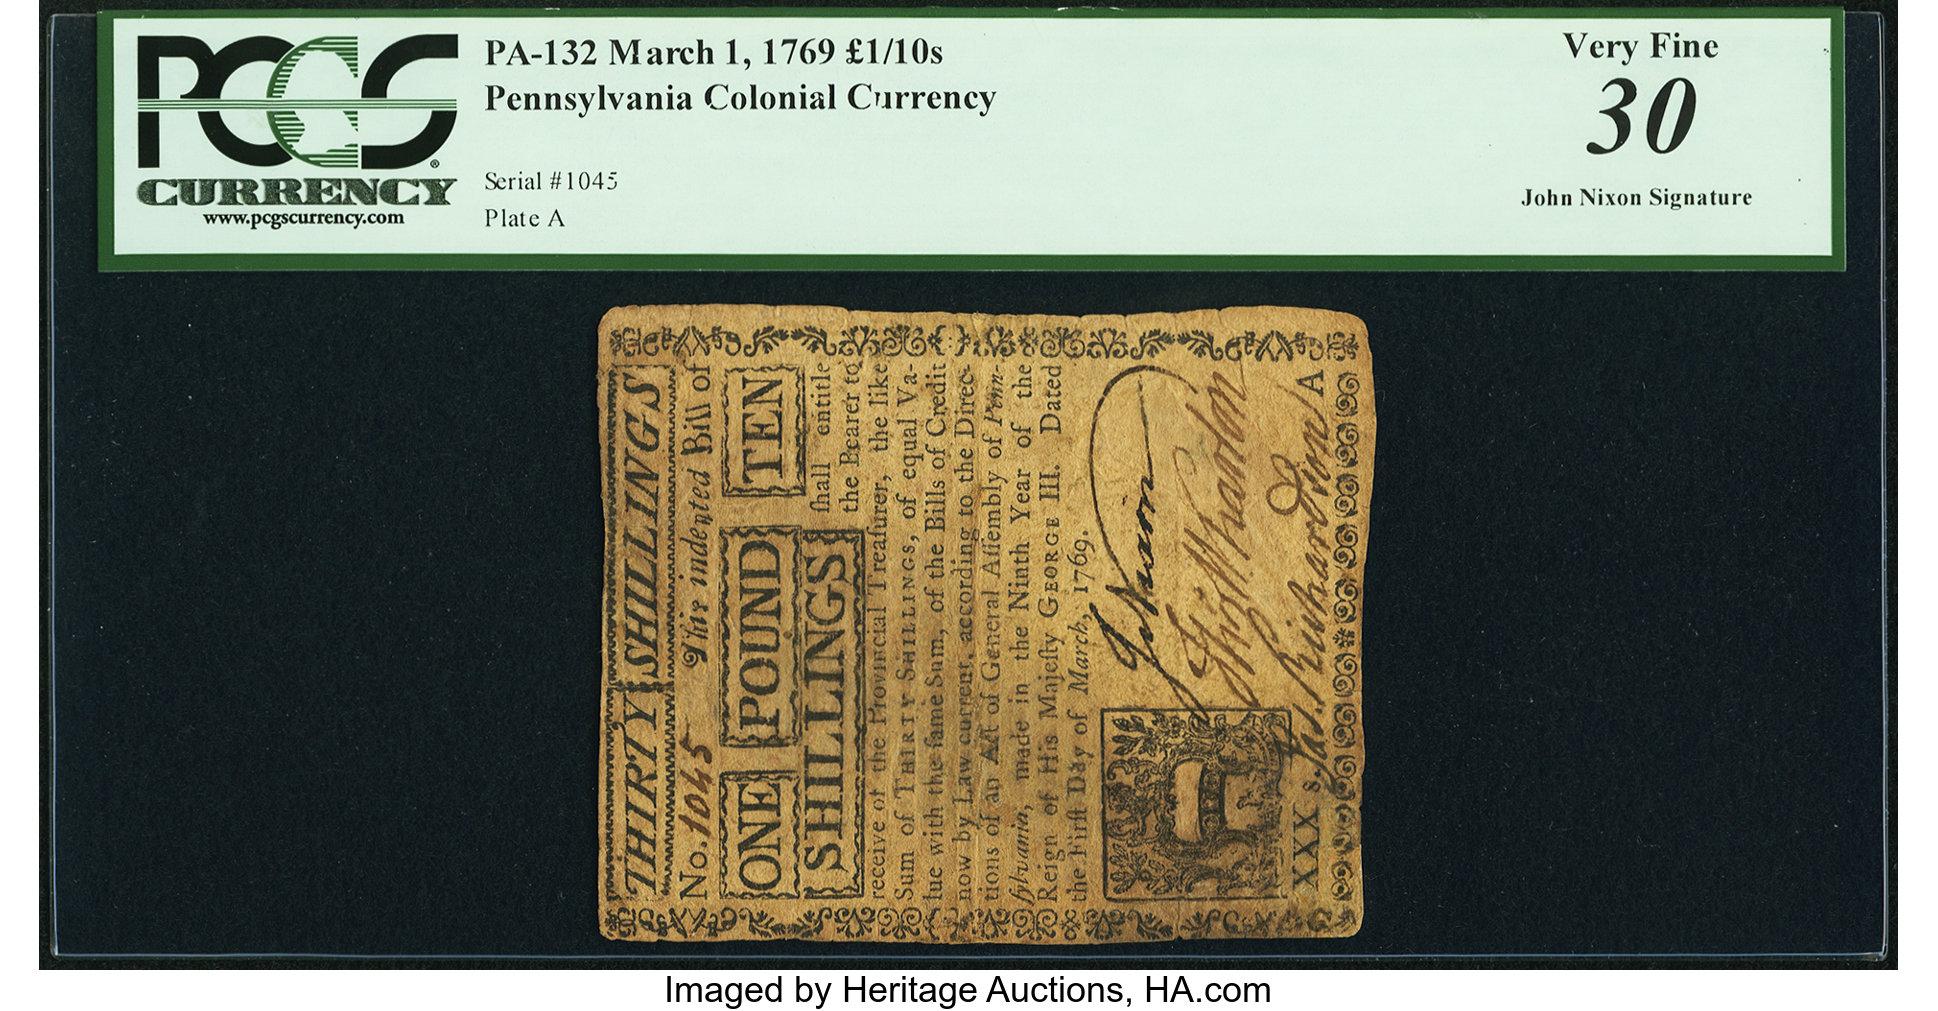 PCGS
CURRENCY
www.pcgscurrency.com
PA-132 March 1, 1769 £1/10s
Pennsylvania Colonial Currency
Serial #1045
Plate A
Very Fine
30
John Nixon Signature
THIRTY SHILLINGS
No. 1045 This indented Bill of
ONE POUND TEN
SHILLINGS
ſhall entitle
the Bearer to
receive of the Provincial Treaſurer, the like
Sum of THIRTY SHILLINGS, of equal Va-
lue with the ſame Sum, of the Bills of Credit
now by Law current, according to the Direc-
tions of an Act of General Aſſembly of Penn-
ſylvania, made in the Ninth Year of the
Reign of His Majeſty GEORGE III. Dated
the Firſt Day of March, 1769.
J Nixon
Tho.s Wharton
Jas. Richardson
XXX s. A
Imaged by Heritage Auctions, HA.com